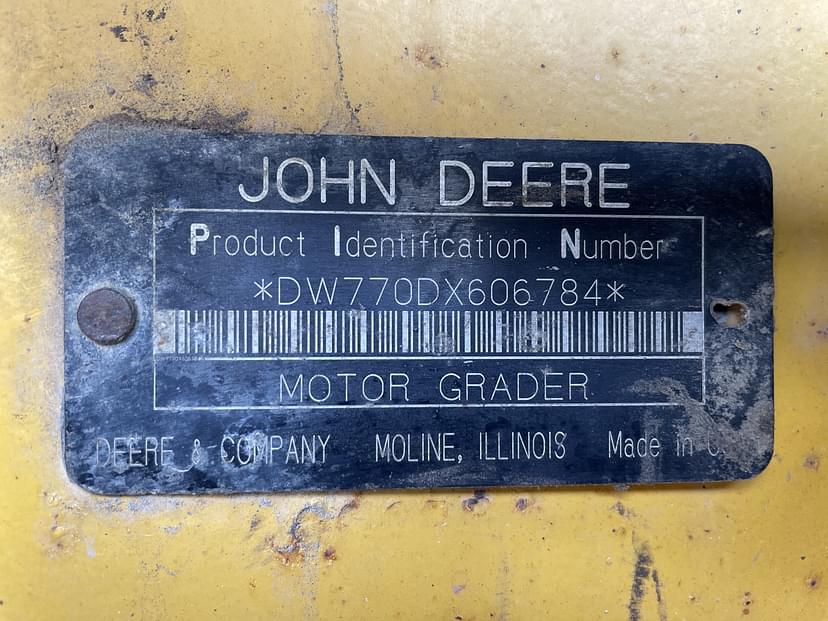 JOHN DEERE
Product Identification Number
*DW770DX606784*
MOTOR GRADER
DEERE & COMPANY MOLINE, ILLINOIS Made in